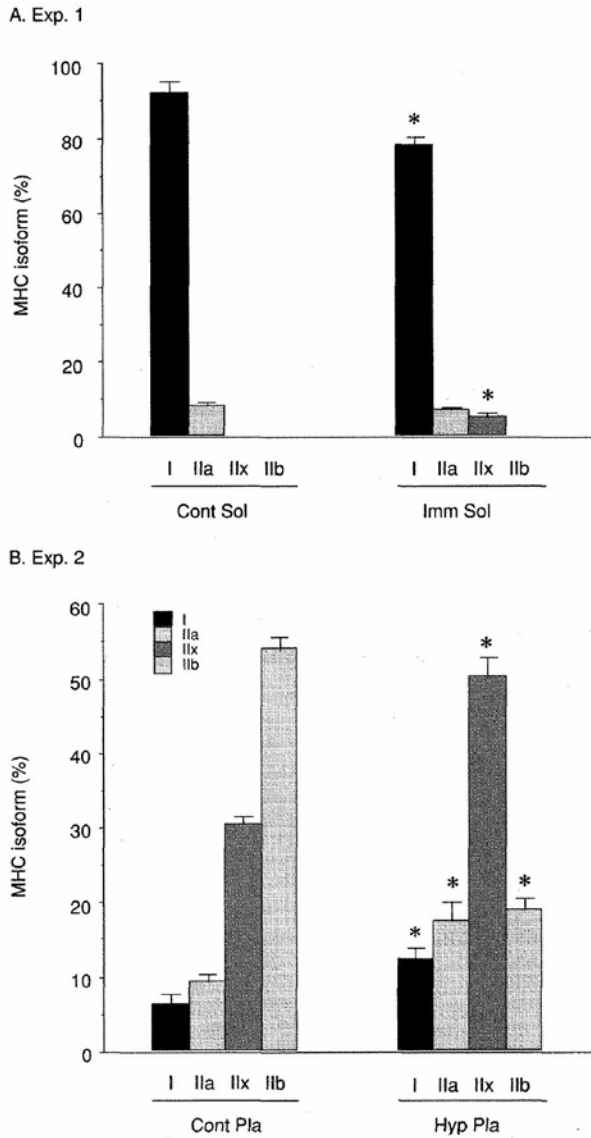 A. Exp. 1
100
80
60
40
20
0
MHC isoform (%)
*
*
I IIa IIx IIb
I IIa IIx IIb
Cont Sol
Imm Sol
B. Exp. 2
60
50
40
30
20
10
0
MHC isoform (%)
I
IIa
IIx
IIb
*
*
*
*
I IIa IIx IIb
I IIa IIx IIb
Cont Pla
Hyp Pla